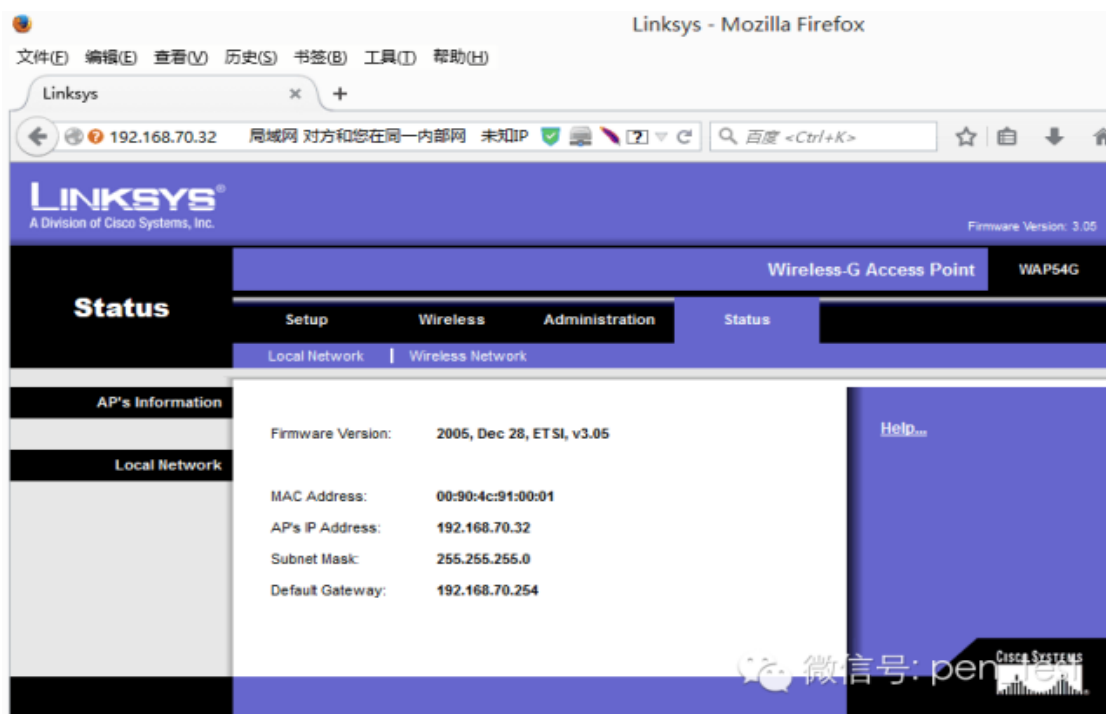 Linksys - Mozilla Firefox
文件(F) 编辑(E) 查看(V) 历史(S) 书签(B) 工具(T) 帮助(H)
Linksys × +
192.168.70.32 局域网 对方和您在同一内部网 未知IP 百度 <Ctrl+K>
LINKSYS®
A Division of Cisco Systems, Inc.
Firmware Version: 3.05
Wireless-G Access Point WAP54G
Status
Setup Wireless Administration Status
Local Network | Wireless Network
AP's Information
Firmware Version: 2005, Dec 28, ETSI, v3.05
Help...
Local Network
MAC Address: 00:90:4c:91:00:01
AP's IP Address: 192.168.70.32
Subnet Mask: 255.255.255.0
Default Gateway: 192.168.70.254
CISCO SYSTEMS
微信号: pen_test